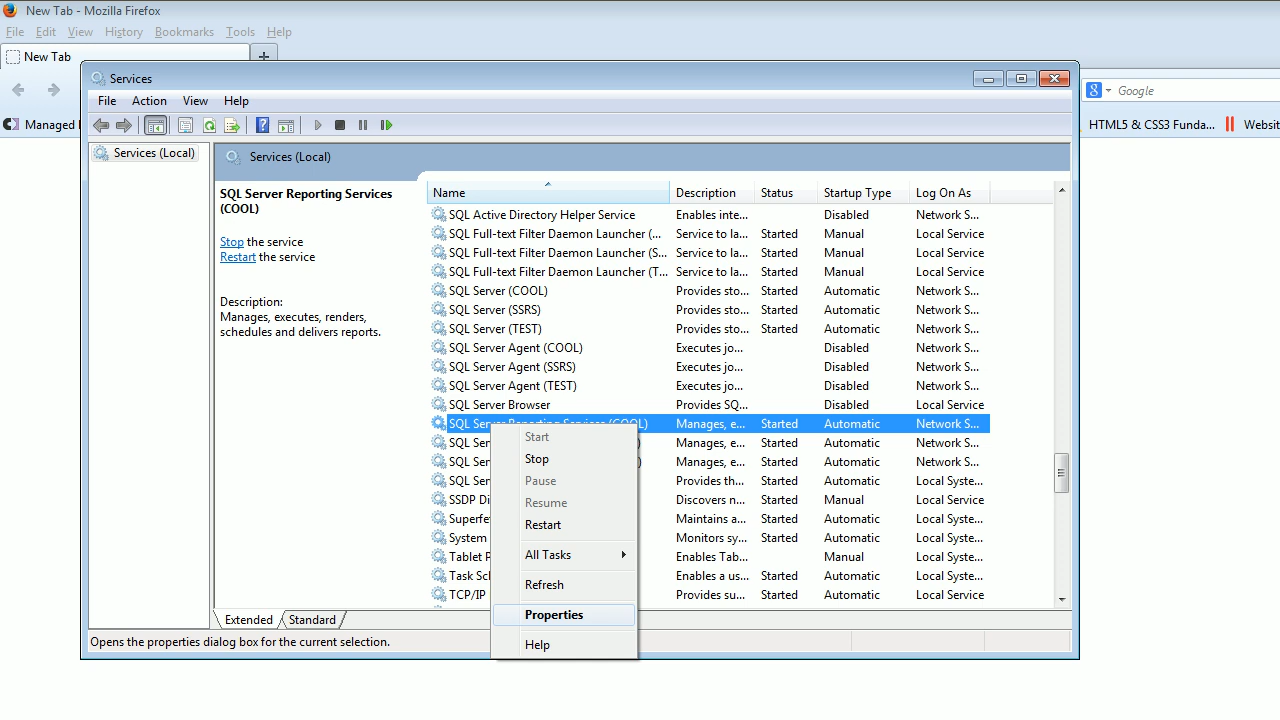 New Tab - Mozilla Firefox
File Edit View History Bookmarks Tools Help
New Tab
Services
File Action View Help
Google
Managed
HTML5 & CSS3 Funda...
Websit
Services (Local)
Services (Local)
SQL Server Reporting Services
(COOL)
Stop the service
Restart the service
Description:
Manages, executes, renders,
schedules and delivers reports.
Name Description Status Startup Type Log On As
SQL Active Directory Helper Service Enables inte... Disabled Network S...
SQL Full-text Filter Daemon Launcher (... Service to la... Started Manual Local Service
SQL Full-text Filter Daemon Launcher (S... Service to la... Started Manual Local Service
SQL Full-text Filter Daemon Launcher (T... Service to la... Started Manual Local Service
SQL Server (COOL) Provides sto... Started Automatic Network S...
SQL Server (SSRS) Provides sto... Started Automatic Network S...
SQL Server (TEST) Provides sto... Started Automatic Network S...
SQL Server Agent (COOL) Executes jo... Disabled Network S...
SQL Server Agent (SSRS) Executes jo... Disabled Network S...
SQL Server Agent (TEST) Executes jo... Disabled Network S...
SQL Server Browser Provides SQ... Disabled Local Service
SQL Server Reporting Services (COOL) Manages, e... Started Automatic Network S...
SQL Ser ) Manages, e... Started Automatic Network S...
SQL Ser ) Manages, e... Started Automatic Network S...
SQL Ser Provides th... Started Automatic Local Syste...
SSDP Di Discovers n... Started Manual Local Service
Superfe Maintains a... Started Automatic Local Syste...
System Monitors sy... Started Automatic Local Syste...
Tablet P Enables Tab... Manual Local Syste...
Task Sc Enables a us... Started Automatic Local Syste...
TCP/IP Provides su... Started Automatic Local Service
Start
Stop
Pause
Resume
Restart
All Tasks
Refresh
Properties
Help
Extended Standard
Opens the properties dialog box for the current selection.